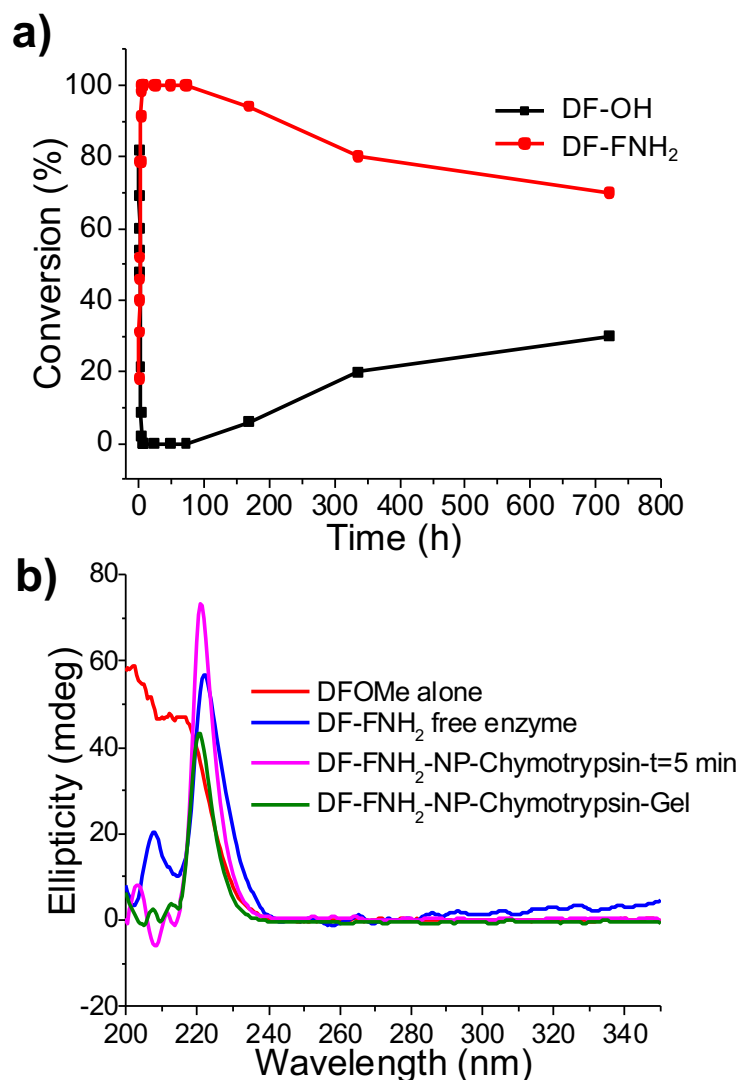 a)
100
80
60
40
20
0
Conversion (%)
DF-OH
DF-FNH₂
0 100 200 300 400 500 600 700 800
Time (h)
b)
80
60
40
20
0
-20
Ellipticity (mdeg)
DFOMe alone
DF-FNH₂ free enzyme
DF-FNH₂-NP-Chymotrypsin-t=5 min
DF-FNH₂-NP-Chymotrypsin-Gel
200 220 240 260 280 300 320 340
Wavelength (nm)